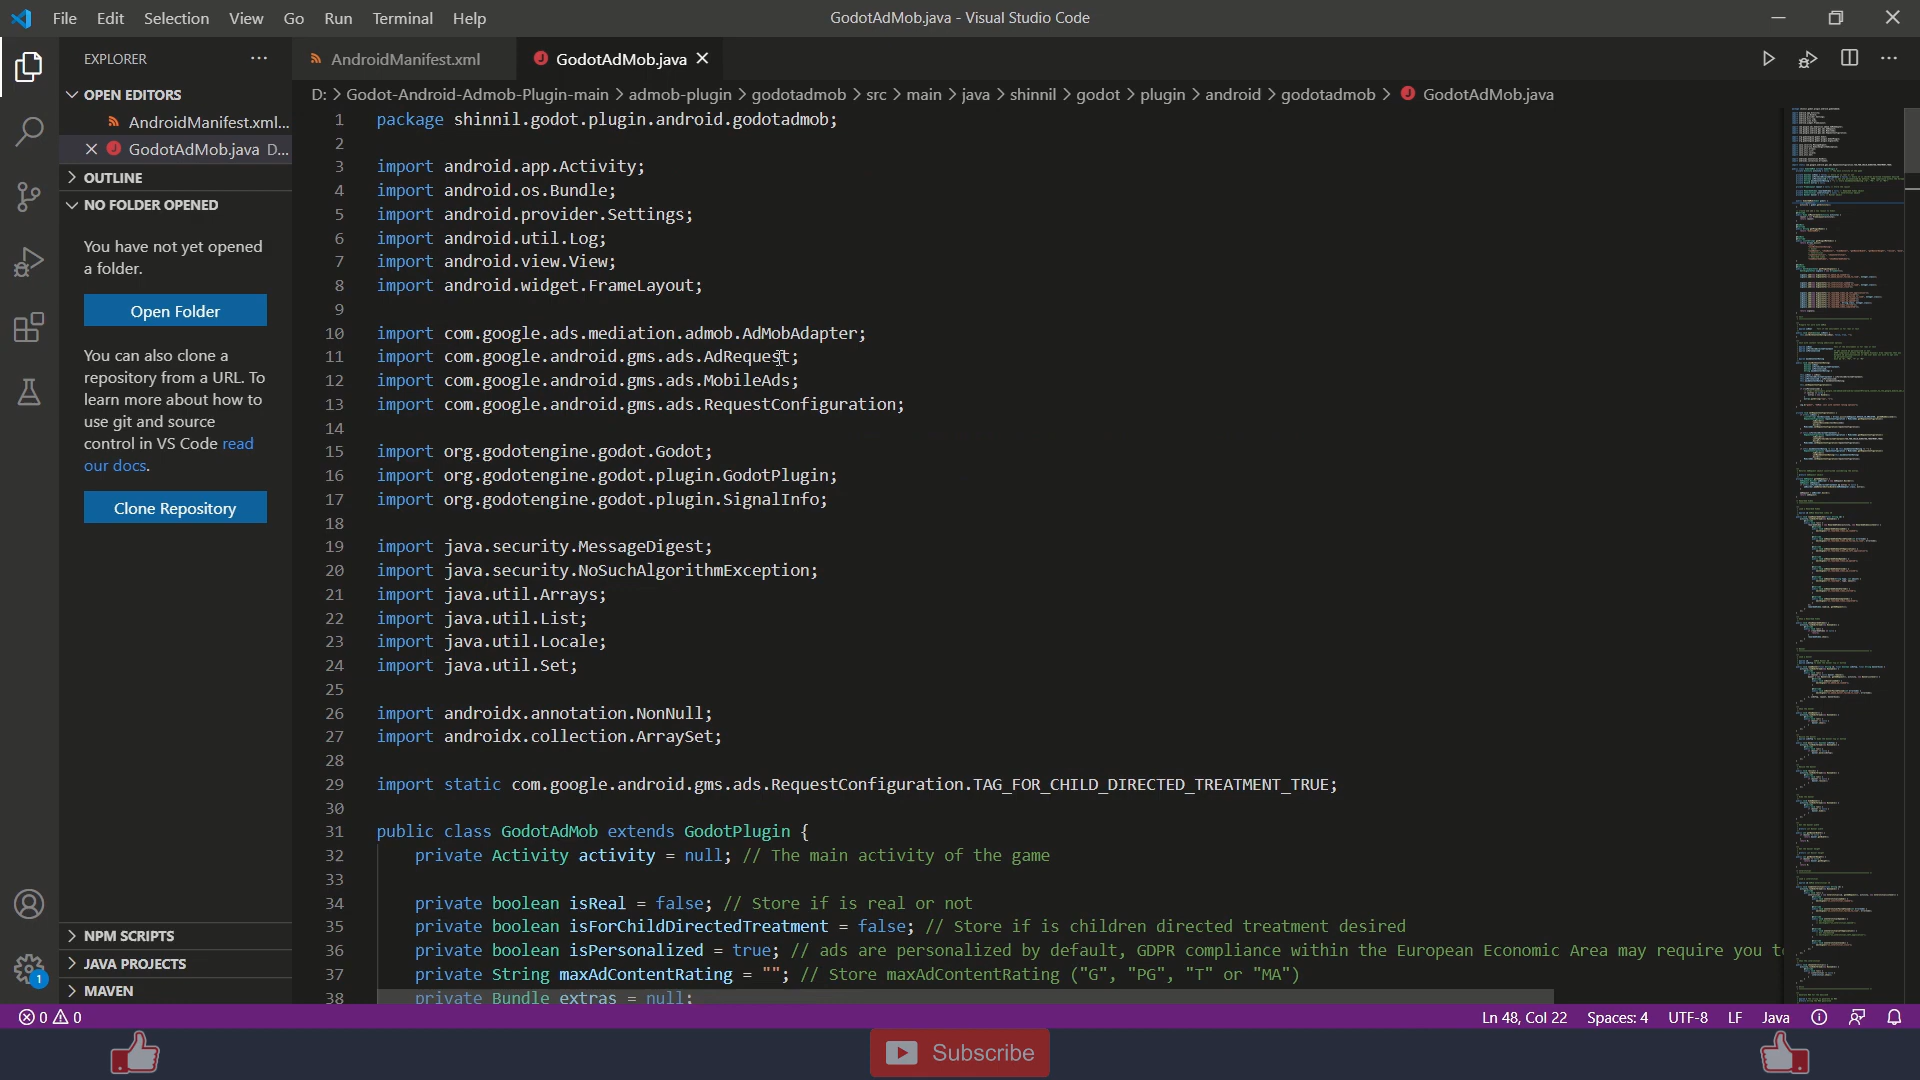 File Edit Selection View Go Run Terminal Help
GodotAdMob.java - Visual Studio Code
EXPLORER
AndroidManifest.xml
GodotAdMob.java
OPEN EDITORS
AndroidManifest.xml...
GodotAdMob.java D...
OUTLINE
NO FOLDER OPENED
You have not yet opened
a folder.
Open Folder
You can also clone a
repository from a URL. To
learn more about how to
use git and source
control in VS Code read
our docs.
Clone Repository
NPM SCRIPTS
JAVA PROJECTS
MAVEN
1
D: > Godot-Android-Admob-Plugin-main > admob-plugin > godotadmob > src > main > java > shinnil > godot > plugin > android > godotadmob > GodotAdMob.java
1 package shinnil.godot.plugin.android.godotadmob;
2
3 import android.app.Activity;
4 import android.os.Bundle;
5 import android.provider.Settings;
6 import android.util.Log;
7 import android.view.View;
8 import android.widget.FrameLayout;
9
10 import com.google.ads.mediation.admob.AdMobAdapter;
11 import com.google.android.gms.ads.AdRequest;
12 import com.google.android.gms.ads.MobileAds;
13 import com.google.android.gms.ads.RequestConfiguration;
14
15 import org.godotengine.godot.Godot;
16 import org.godotengine.godot.plugin.GodotPlugin;
17 import org.godotengine.godot.plugin.SignalInfo;
18
19 import java.security.MessageDigest;
20 import java.security.NoSuchAlgorithmException;
21 import java.util.Arrays;
22 import java.util.List;
23 import java.util.Locale;
24 import java.util.Set;
25
26 import androidx.annotation.NonNull;
27 import androidx.collection.ArraySet;
28
29 import static com.google.android.gms.ads.RequestConfiguration.TAG_FOR_CHILD_DIRECTED_TREATMENT_TRUE;
30
31 public class GodotAdMob extends GodotPlugin {
32 private Activity activity = null; // The main activity of the game
33
34 private boolean isReal = false; // Store if is real or not
35 private boolean isForChildDirectedTreatment = false; // Store if is children directed treatment desired
36 private boolean isPersonalized = true; // ads are personalized by default, GDPR compliance within the European Economic Area may require you t
37 private String maxAdContentRating = ""; // Store maxAdContentRating ("G", "PG", "T" or "MA")
38 private Bundle extras = null;
0 0
Ln 48, Col 22 Spaces: 4 UTF-8 LF Java
Subscribe